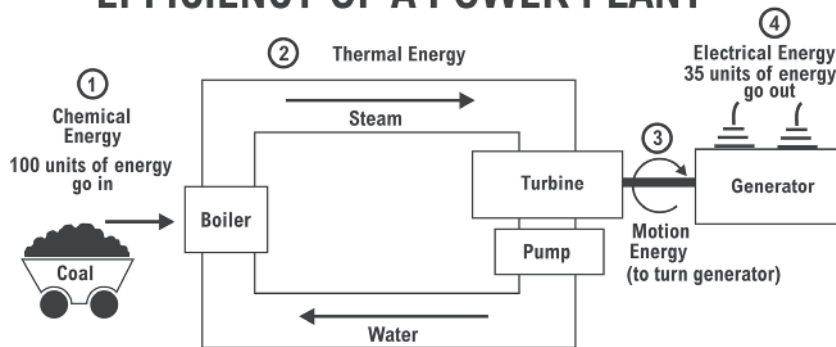 EFFICIENCY OF A POWER PLANT
1
Chemical
Energy
100 units of energy
go in
Coal
Boiler
2
Thermal Energy
Steam
Water
Turbine
Pump
3
Motion
Energy
(to turn generator)
4
Electrical Energy
35 units of energy
go out
Generator